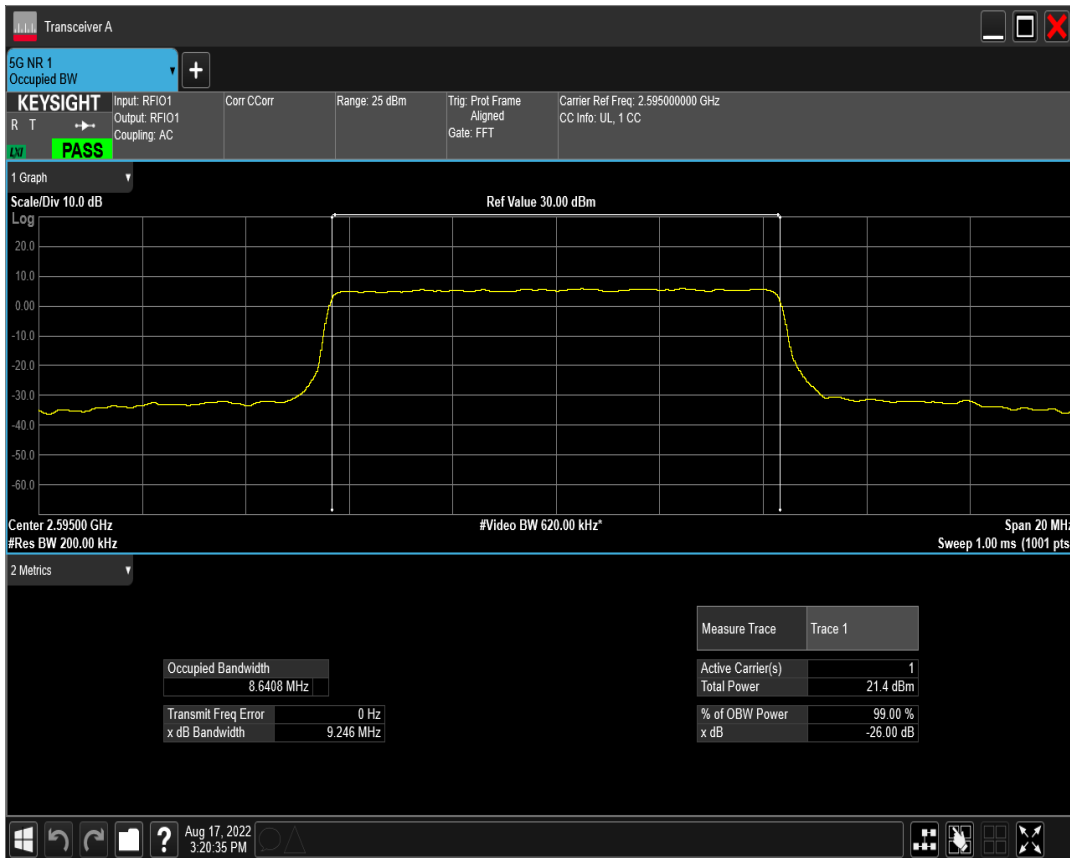 Transceiver A
5G NR 1
Occupied BW
KEYSIGHT
R T
LXI
PASS
Input: RFIO1
Output: RFIO1
Coupling: AC
Corr CCorr
Range: 25 dBm
Trig: Prot Frame
Aligned
Gate: FFT
Carrier Ref Freq: 2.595000000 GHz
CC Info: UL, 1 CC
1 Graph
Scale/Div 10.0 dB
Ref Value 30.00 dBm
Log
20.0
10.0
0.00
-10.0
-20.0
-30.0
-40.0
-50.0
-60.0
Center 2.59500 GHz
#Video BW 620.00 kHz*
Span 20 MHz
#Res BW 200.00 kHz
Sweep 1.00 ms (1001 pts
2 Metrics
Measure Trace Trace 1
Occupied Bandwidth
8.6408 MHz
Active Carrier(s) 1
Total Power 21.4 dBm
Transmit Freq Error 0 Hz
x dB Bandwidth 9.246 MHz
% of OBW Power 99.00 %
x dB -26.00 dB
?
Aug 17, 2022
3:20:35 PM